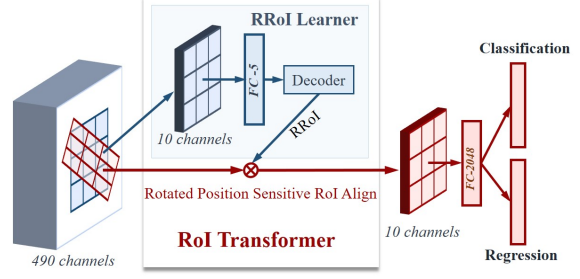 RRoI Learner
Classification
FC-5
Decoder
10 channels
RRoI
FC-2048
Rotated Position Sensitive RoI Align
RoI Transformer
10 channels
490 channels
Regression